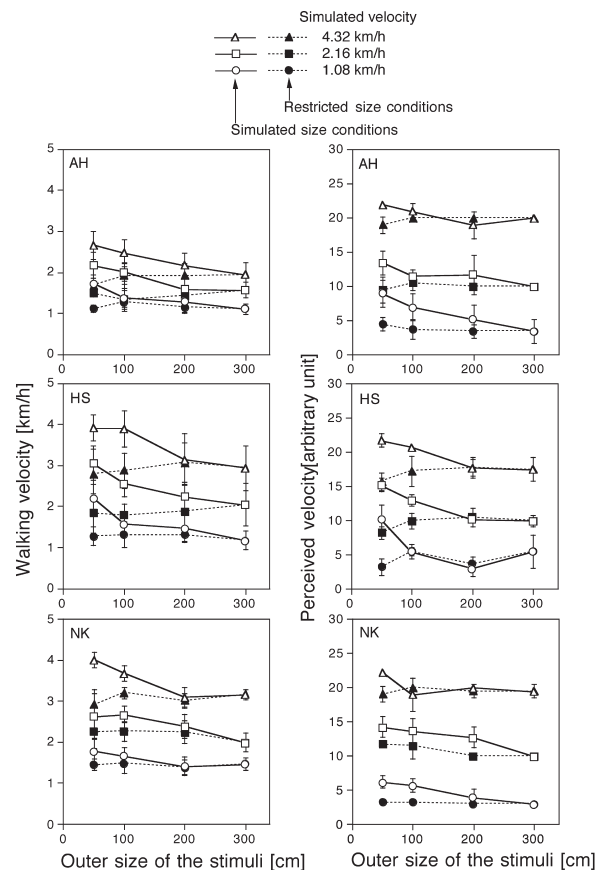 Simulated velocity
4.32 km/h
2.16 km/h
1.08 km/h
Restricted size conditions
Simulated size conditions
AH
5
4
3
2
1
0
0 100 200 300
AH
30
25
20
15
10
5
0
0 100 200 300
HS
5
4
3
2
1
0
0 100 200 300
HS
30
25
20
15
10
5
0
0 100 200 300
NK
5
4
3
2
1
0
0 100 200 300
NK
30
25
20
15
10
5
0
0 100 200 300
Walking velocity [km/h]
Perceived velocity[arbitrary unit]
Outer size of the stimuli [cm]
Outer size of the stimuli [cm]